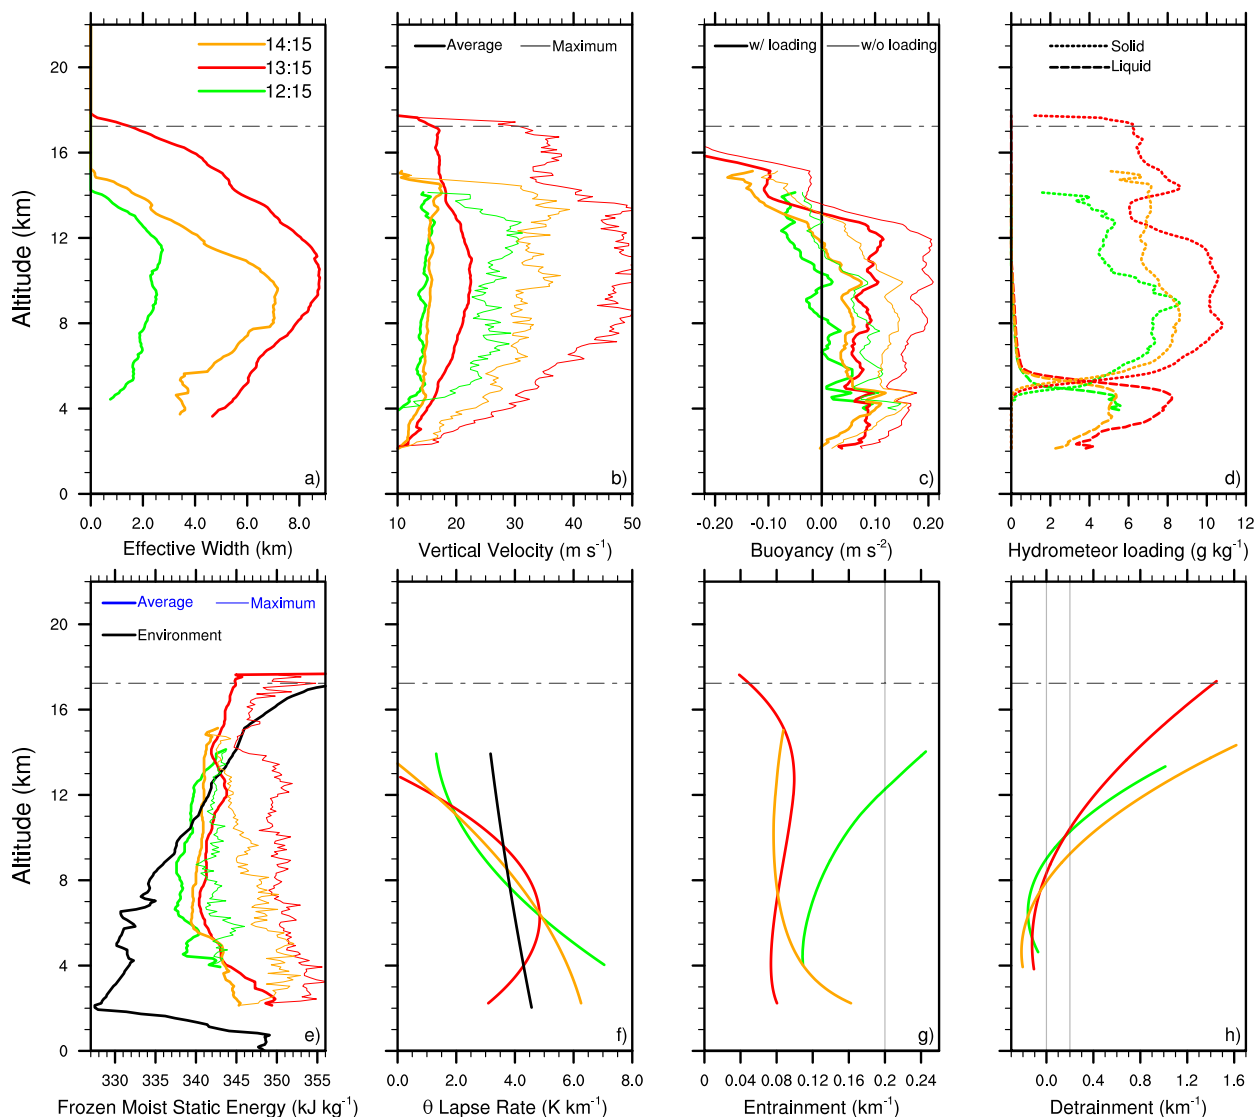 14:15
13:15
12:15
Average
Maximum
w/ loading
w/o loading
Solid
Liquid
Altitude (km)
20
16
12
8
4
0
a)
b)
c)
d)
0.0 2.0 4.0 6.0 8.0
10 20 30 40 50
-0.20 -0.10 0.00 0.10 0.20
0 2 4 6 8 10 12
Effective Width (km)
Vertical Velocity (m s⁻¹)
Buoyancy (m s⁻²)
Hydrometeor loading (g kg⁻¹)
Average
Maximum
Environment
Altitude (km)
20
16
12
8
4
0
e)
f)
g)
h)
330 335 340 345 350 355
0.0 2.0 4.0 6.0 8.0
0 0.04 0.08 0.12 0.16 0.2 0.24
0.0 0.4 0.8 1.2 1.6
Frozen Moist Static Energy (kJ kg⁻¹)
θ Lapse Rate (K km⁻¹)
Entrainment (km⁻¹)
Detrainment (km⁻¹)